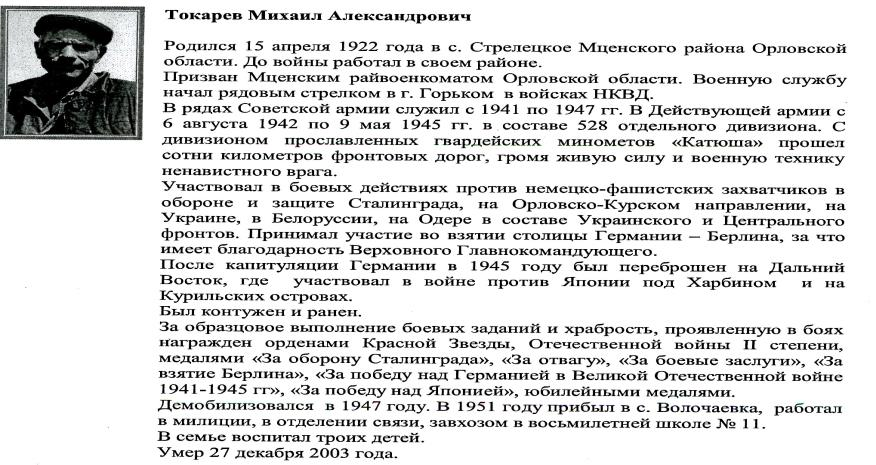 Токарев Михаил Александрович
Родился 15 апреля 1922 года в с. Стрелецкое Мценского района Орловской
области. До войны работал в своем районе.
Призван Мценским райвоенкоматом Орловской области. Военную службу
начал рядовым стрелком в г. Горьком в войсках НКВД.
В рядах Советской армии служил с 1941 по 1947 гг. В Действующей армии с
6 августа 1942 по 9 мая 1945 гг. в составе 528 отдельного дивизиона. С
дивизионом прославленных гвардейских минометов «Катюша» прошел
сотни километров фронтовых дорог, громя живую силу и военную технику
ненавистного врага.
Участвовал в боевых действиях против немецко-фашистских захватчиков в
обороне и защите Сталинграда, на Орловско-Курском направлении, на
Украине, в Белоруссии, на Одере в составе Украинского и Центрального
фронтов. Принимал участие во взятии столицы Германии – Берлина, за что
имеет благодарность Верховного Главнокомандующего.
После капитуляции Германии в 1945 году был переброшен на Дальний
Восток, где участвовал в войне против Японии под Харбином и на
на Курильских островах.
Был контужен и ранен.
За образцовое выполнение боевых заданий и храбрость, проявленную в боях
награжден орденами Красной Звезды, Отечественной войны II степени,
медалями «За оборону Сталинграда», «За отвагу», «За боевые заслуги», «За
взятие Берлина», «За победу над Германией в Великой Отечественной войне
1941-1945 гг», «За победу над Японией», юбилейными медалями.
Демобилизовался в 1947 году. В 1951 году прибыл в с. Волочаевка, работал
в милиции, в отделении связи, завхозом в восьмилетней школе № 11.
В семье воспитал троих детей.
Умер 27 декабря 2003 года.